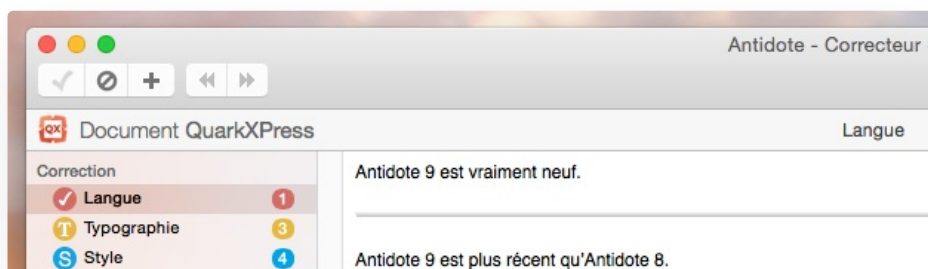 Antidote - Correcteur -
QX Document QuarkXPress
Langue
Correction
Langue 1
T Typographie 3
S Style 4
Antidote 9 est vraiment neuf.
Antidote 9 est plus récent qu'Antidote 8.